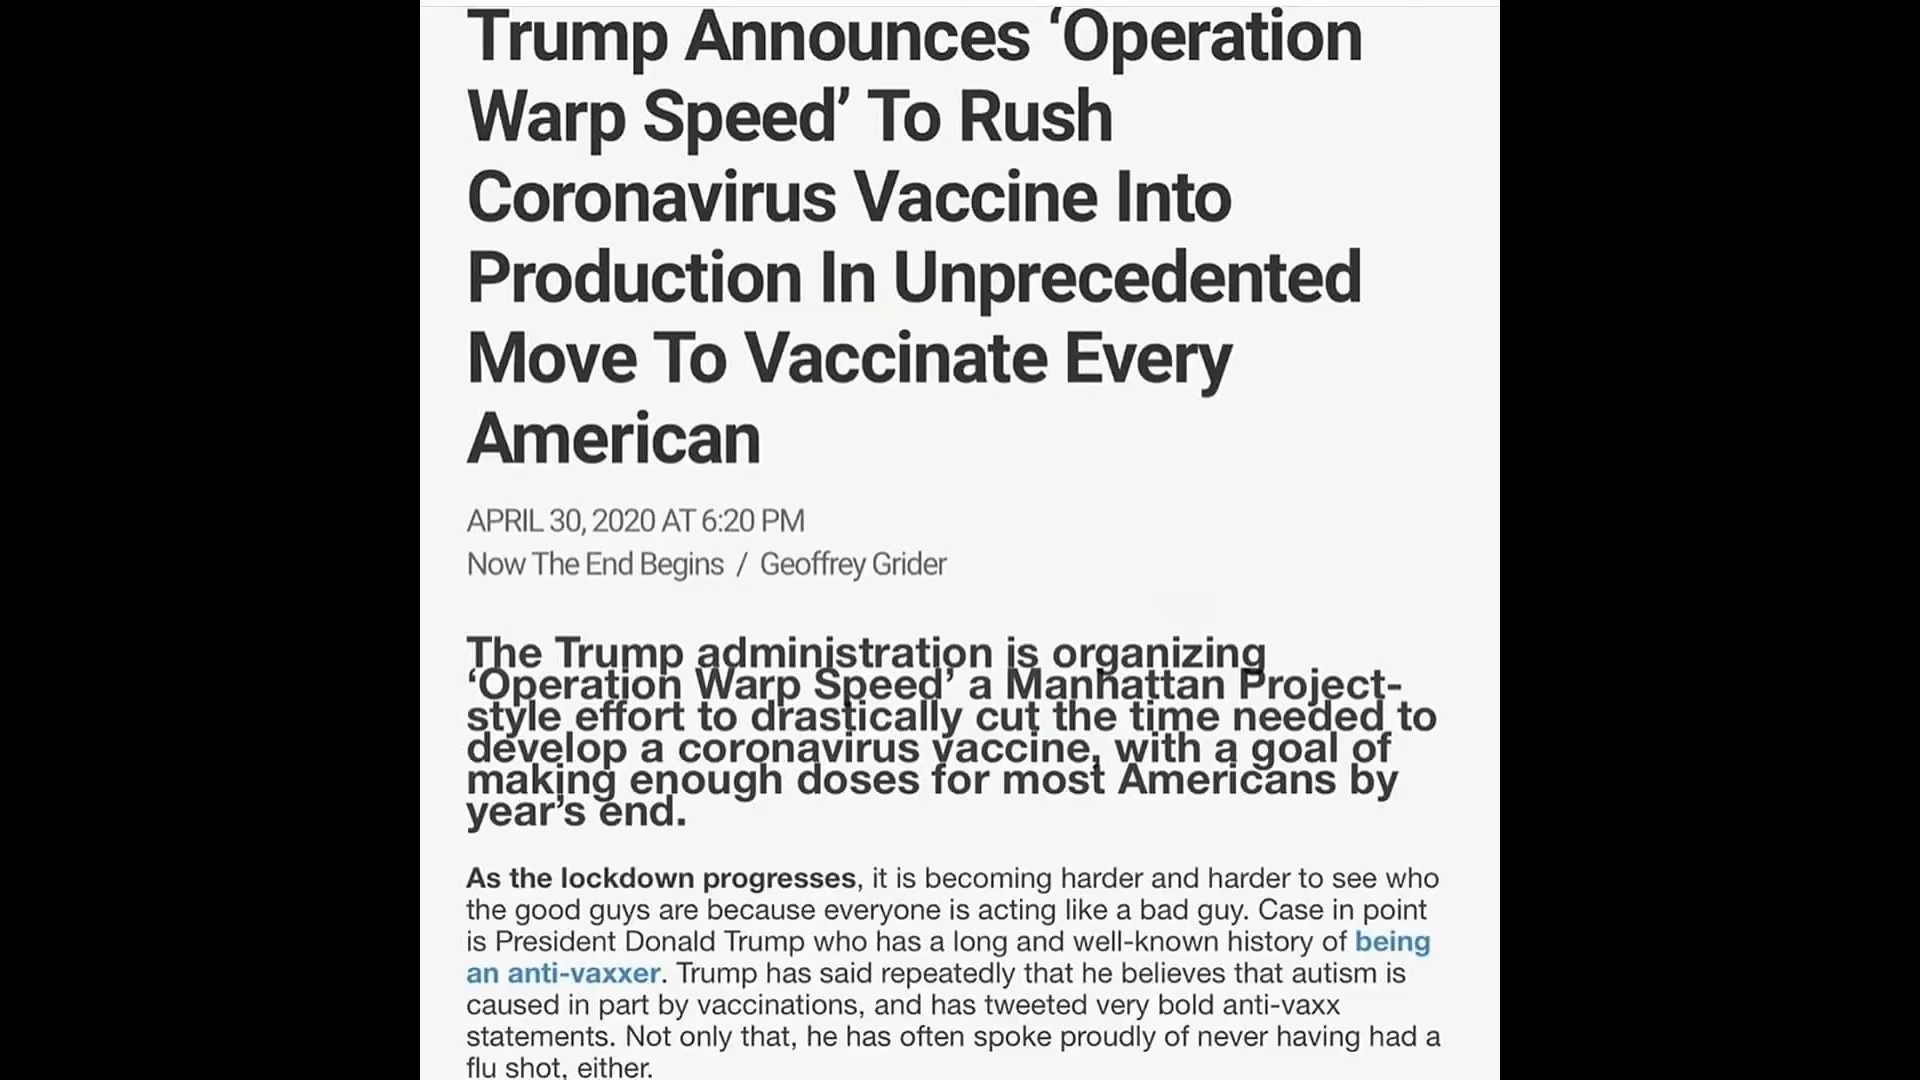 Trump Announces ‘Operation
Warp Speed’ To Rush
Coronavirus Vaccine Into
Production In Unprecedented
Move To Vaccinate Every
American
APRIL 30, 2020 AT 6:20 PM
Now The End Begins / Geoffrey Grider
The Trump administration is organizing
‘Operation Warp Speed’ a Manhattan Project-
style effort to drastically cut the time needed to
develop a coronavirus vaccine, with a goal of
making enough doses for most Americans by
year’s end.
As the lockdown progresses, it is becoming harder and harder to see who
the good guys are because everyone is acting like a bad guy. Case in point
is President Donald Trump who has a long and well-known history of being
an anti-vaxxer. Trump has said repeatedly that he believes that autism is
caused in part by vaccinations, and has tweeted very bold anti-vaxx
statements. Not only that, he has often spoke proudly of never having had a
flu shot, either.